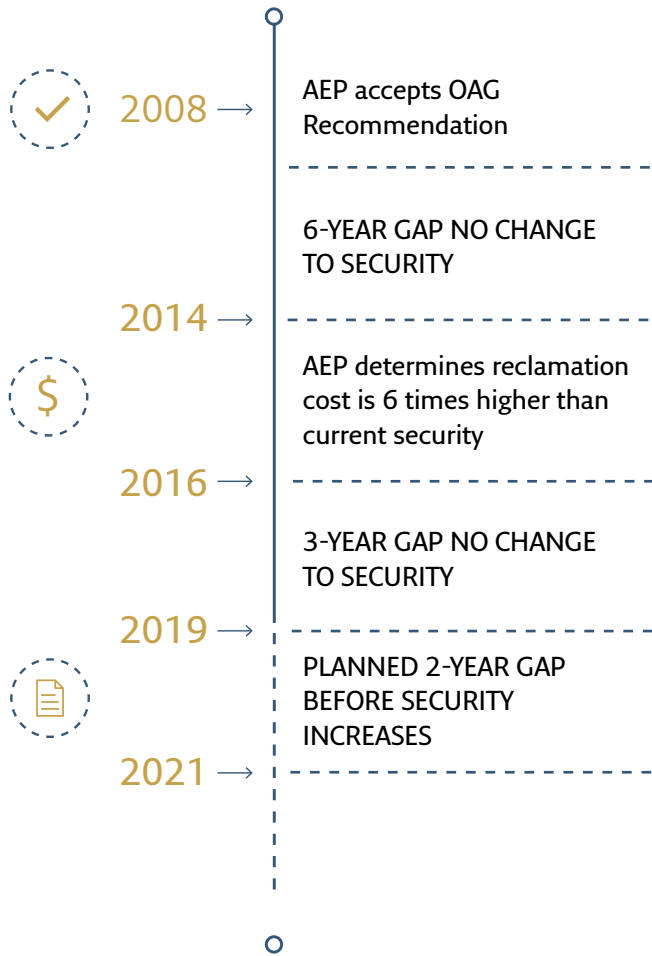 2008
AEP accepts OAG
Recommendation
6-YEAR GAP NO CHANGE
TO SECURITY
2014
AEP determines reclamation
cost is 6 times higher than
current security
$
2016
3-YEAR GAP NO CHANGE
TO SECURITY
2019
PLANNED 2-YEAR GAP
BEFORE SECURITY
INCREASES
2021